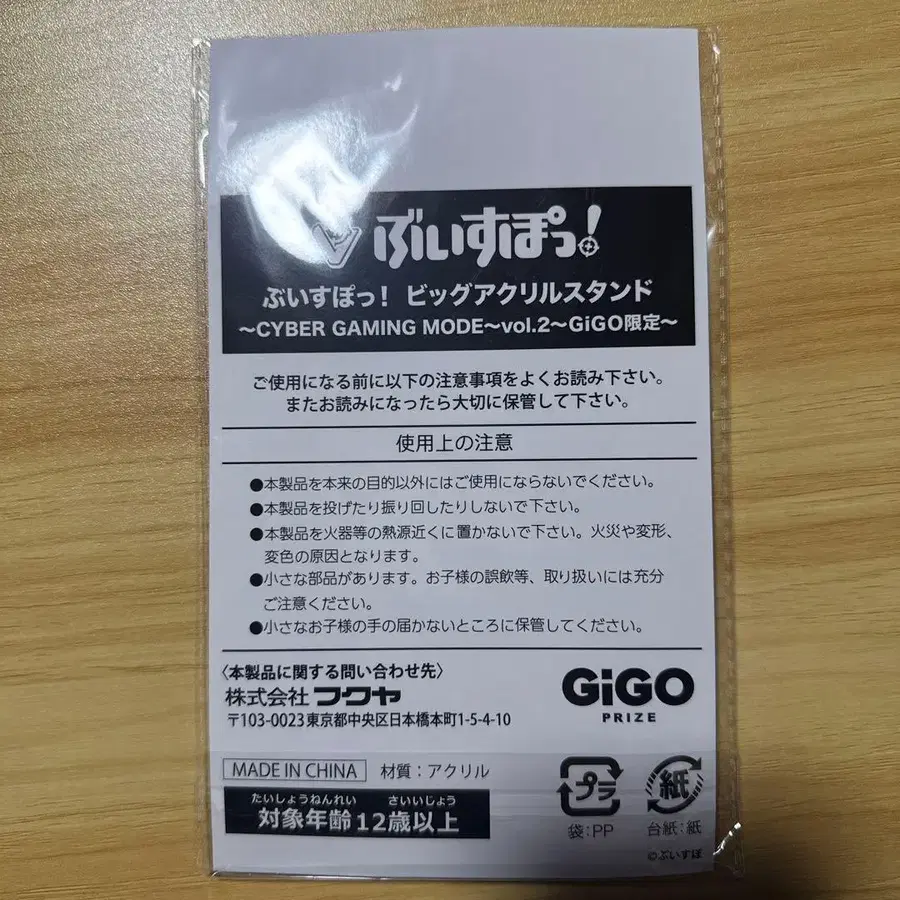 ぶいすぽっ!
ぶいすぽっ! ビッグアクリルスタンド
～CYBER GAMING MODE～vol.2～GiGO限定～
ご使用になる前に以下の注意事項をよくお読み下さい。
またお読みになったら大切に保管して下さい。
使用上の注意
●本製品を本来の目的以外にはご使用にならないでください。
●本製品を投げたり振り回したりしないで下さい。
●本製品を火器等の熱源近くに置かないで下さい。火災や変形、
変色の原因となります。
●小さな部品があります。お子様の誤飲等、取り扱いには充分
ご注意ください。
●小さなお子様の手の届かないところに保管してください。
〈本製品に関する問い合わせ先〉
株式会社フクヤ
〒103-0023東京都中央区日本橋本町1-5-4-10
GiGO
PRIZE
MADE IN CHINA 材質：アクリル
たいしょうねんれい さいいじょう
対象年齢12歳以上
プラ
袋:PP
紙
台紙:紙
©ぶいすぽ